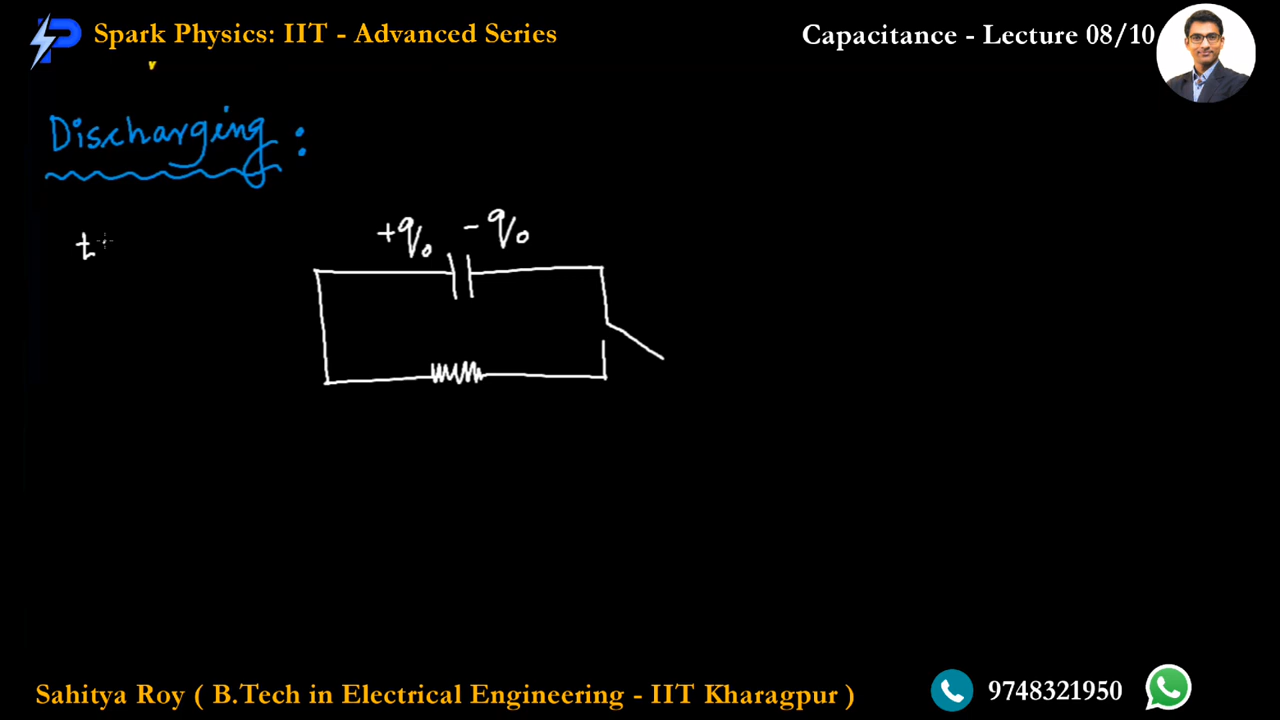 Spark Physics: IIT - Advanced Series
Capacitance - Lecture 08/10
Discharging :
+q₀ -q₀
t
Sahitya Roy ( B.Tech in Electrical Engineering - IIT Kharagpur )
9748321950